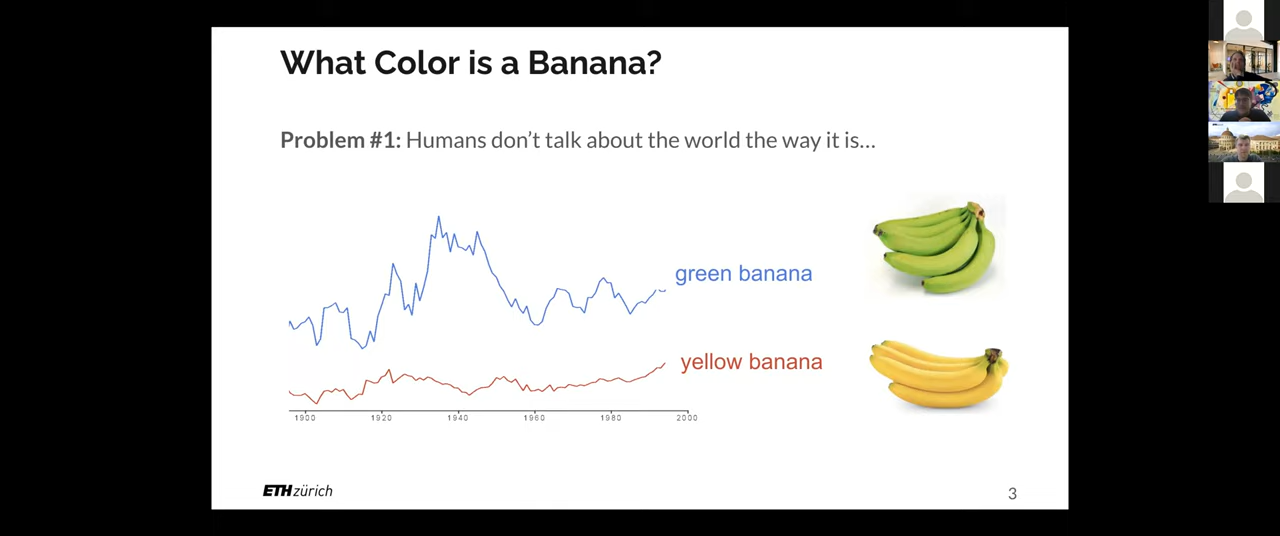 What Color is a Banana?
Problem #1: Humans don't talk about the world the way it is...
green banana
yellow banana
1900 1920 1940 1960 1980 2000
ETH zürich
3